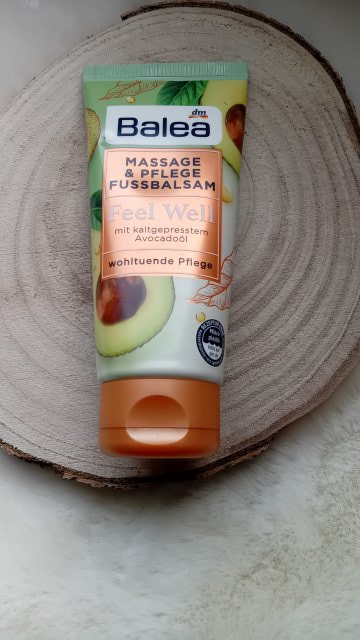 dm
Balea
MASSAGE
& PFLEGE
FUSSBALSAM
Feel Well
mit kaltgepresstem
Avocadoöl
wohltuende Pflege